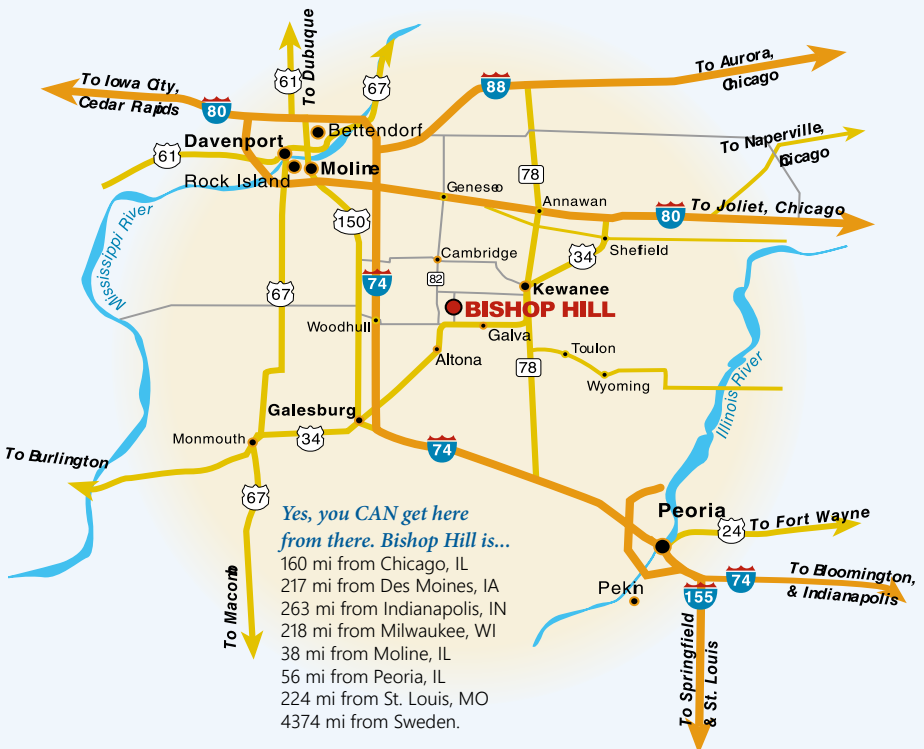 To Dubuque
61
67
To Iowa City,
Cedar Rapids
80
88
To Aurora,
Chicago
Bettendorf
Davenport
61
Rock Island
Moline
To Naperville,
Chicago
78
Geneseo
Annawan
80
To Joliet, Chicago
Mississippi River
150
34
Sheffield
Cambridge
82
74
Kewanee
67
BISHOP HILL
Woodhull
Galva
Altona
78
Toulon
Wyoming
Illinois River
Galesburg
Monmouth
34
74
To Burlington
67
Peoria
24
To Fort Wayne
Pekin
155
74
To Bloomington,
& Indianapolis
To Macomb
To Springfield
& St. Louis
Yes, you CAN get here
from there. Bishop Hill is...
160 mi from Chicago, IL
217 mi from Des Moines, IA
263 mi from Indianapolis, IN
218 mi from Milwaukee, WI
38 mi from Moline, IL
56 mi from Peoria, IL
224 mi from St. Louis, MO
4374 mi from Sweden.